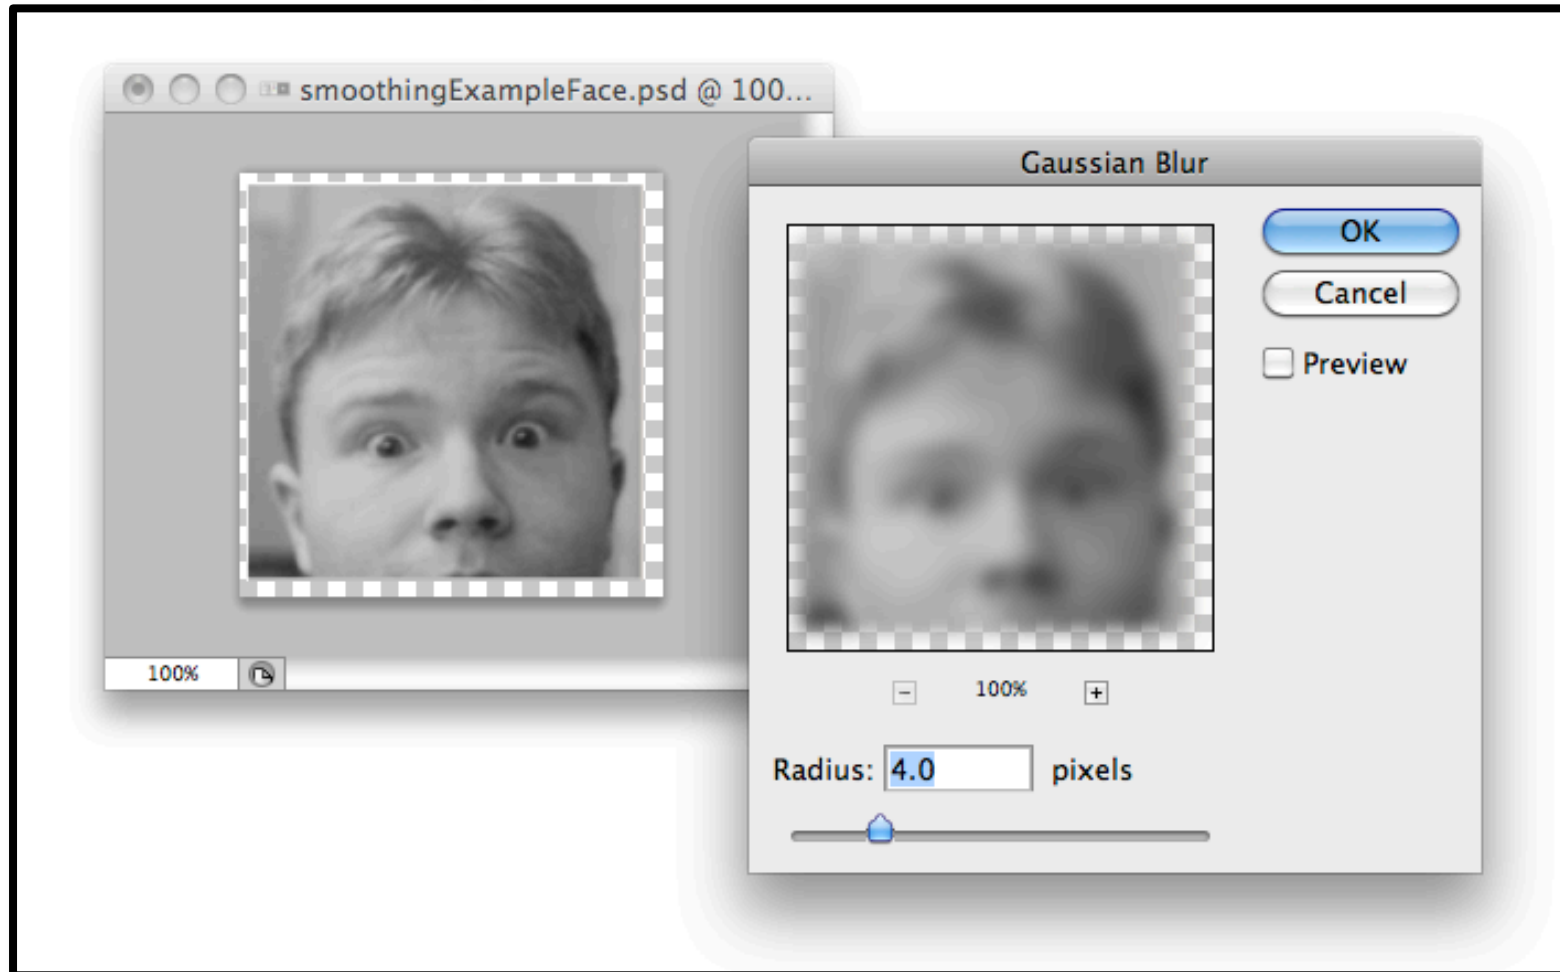 smoothingExampleFace.psd @ 100...
Gaussian Blur
OK
Cancel
Preview
100%
100%
Radius: 4.0 pixels